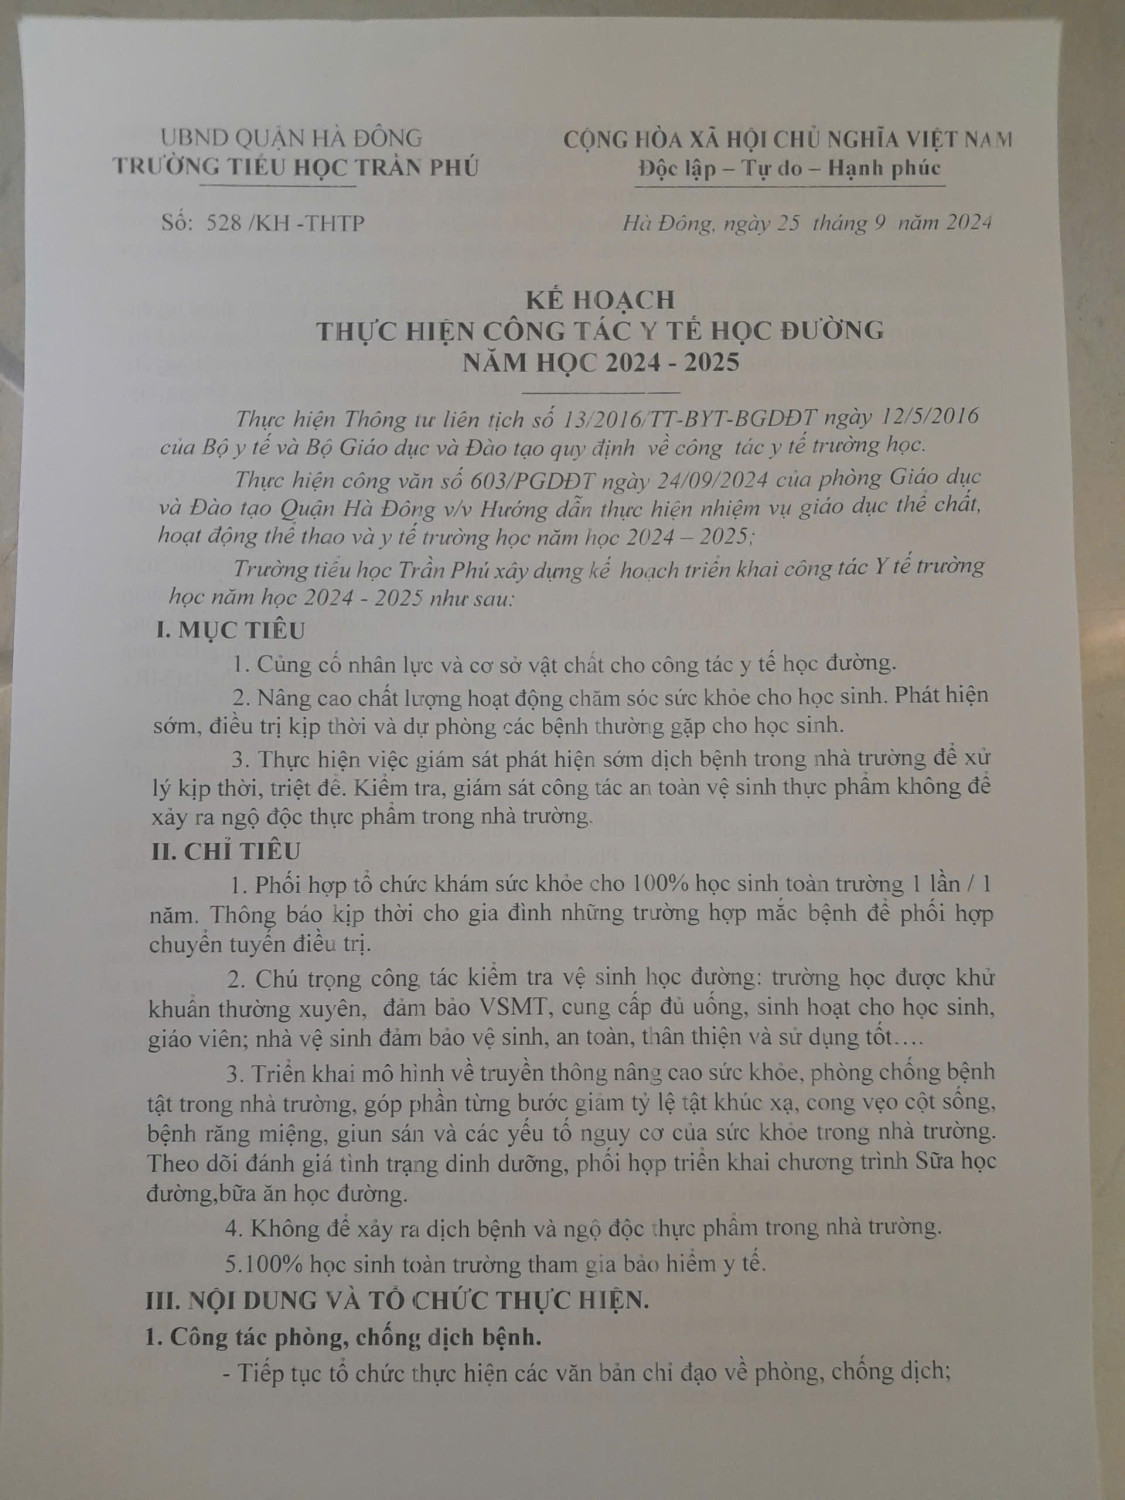 UBND QUẬN HÀ ĐÔNG
TRƯỜNG TIỂU HỌC TRẦN PHÚ
CỘNG HÒA XÃ HỘI CHỦ NGHĨA VIỆT NAM
Độc lập – Tự do – Hạnh phúc
Số: 528 /KH -THTP
Hà Đông, ngày 25 tháng 9 năm 2024
KẾ HOẠCH
THỰC HIỆN CÔNG TÁC Y TẾ HỌC ĐƯỜNG
NĂM HỌC 2024 - 2025
Thực hiện Thông tư liên tịch số 13/2016/TT-BYT-BGDĐT ngày 12/5/2016
của Bộ y tế và Bộ Giáo dục và Đào tạo quy định về công tác y tế trường học.
Thực hiện công văn số 603/PGDĐT ngày 24/09/2024 của phòng Giáo dục
và Đào tạo Quận Hà Đông v/v Hướng dẫn thực hiện nhiệm vụ giáo dục thể chất,
hoạt động thể thao và y tế trường học năm học 2024 – 2025;
Trường tiểu học Trần Phú xây dựng kế hoạch triển khai công tác Y tế trường
học năm học 2024 - 2025 như sau:
I. MỤC TIÊU
1. Củng cố nhân lực và cơ sở vật chất cho công tác y tế học đường.
2. Nâng cao chất lượng hoạt động chăm sóc sức khỏe cho học sinh. Phát hiện
sớm, điều trị kịp thời và dự phòng các bệnh thường gặp cho học sinh.
3. Thực hiện việc giám sát phát hiện sớm dịch bệnh trong nhà trường để xử
lý kịp thời, triệt để. Kiểm tra, giám sát công tác an toàn vệ sinh thực phẩm không để
xảy ra ngộ độc thực phẩm trong nhà trường.
II. CHỈ TIÊU
1. Phối hợp tổ chức khám sức khỏe cho 100% học sinh toàn trường 1 lần / 1
năm. Thông báo kịp thời cho gia đình những trường hợp mắc bệnh để phối hợp
chuyển tuyến điều trị.
2. Chú trọng công tác kiểm tra vệ sinh học đường: trường học được khử
khuẩn thường xuyên, đảm bảo VSMT, cung cấp đủ uống, sinh hoạt cho học sinh,
giáo viên; nhà vệ sinh đảm bảo vệ sinh, an toàn, thân thiện và sử dụng tốt….
3. Triển khai mô hình về truyền thông nâng cao sức khỏe, phòng chống bệnh
tật trong nhà trường, góp phần từng bước giảm tỷ lệ tật khúc xạ, cong vẹo cột sống,
bệnh răng miệng, giun sán và các yếu tố nguy cơ của sức khỏe trong nhà trường.
Theo dõi đánh giá tình trạng dinh dưỡng, phối hợp triển khai chương trình Sữa học
đường,bữa ăn học đường.
4. Không để xảy ra dịch bệnh và ngộ độc thực phẩm trong nhà trường.
5.100% học sinh toàn trường tham gia bảo hiểm y tế.
III. NỘI DUNG VÀ TỔ CHỨC THỰC HIỆN.
1. Công tác phòng, chống dịch bệnh.
- Tiếp tục tổ chức thực hiện các văn bản chỉ đạo về phòng, chống dịch;